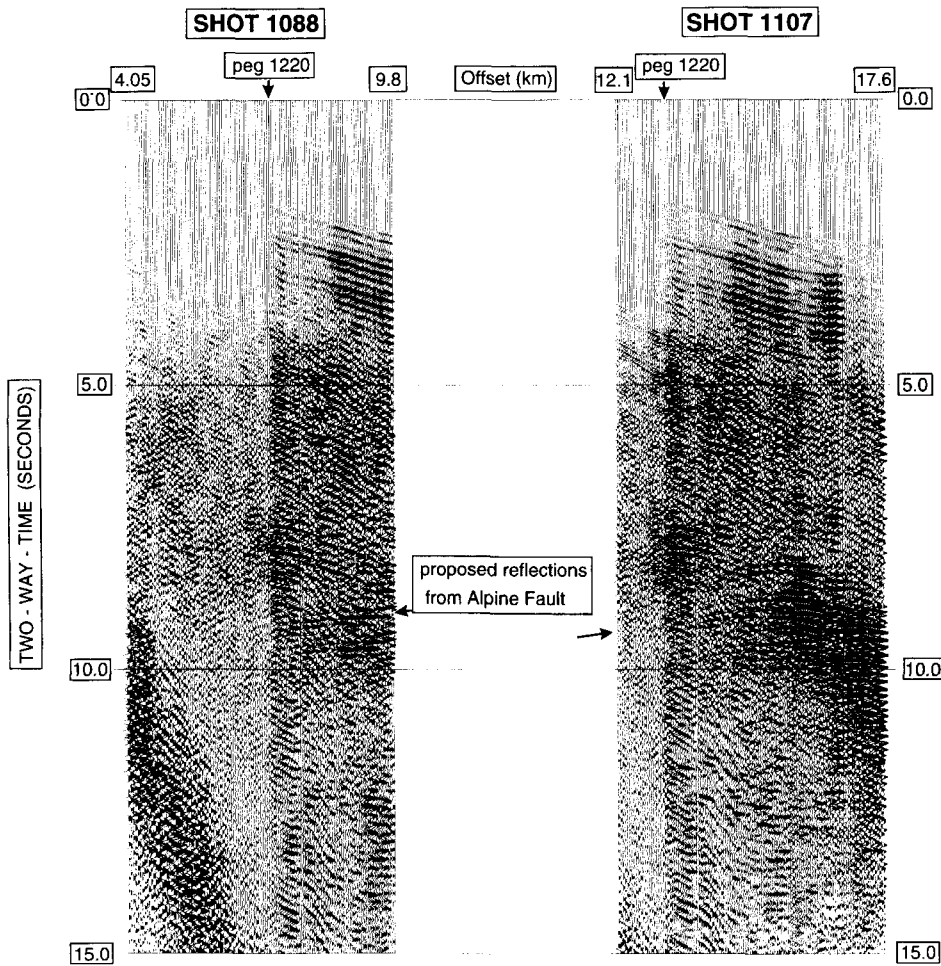 SHOT 1088
SHOT 1107
peg 1220
peg 1220
4.05
9.8
Offset (km)
12.1
17.6
0.0
0.0
5.0
5.0
TWO - WAY - TIME (SECONDS)
proposed reflections
from Alpine Fault
10.0
10.0
15.0
15.0